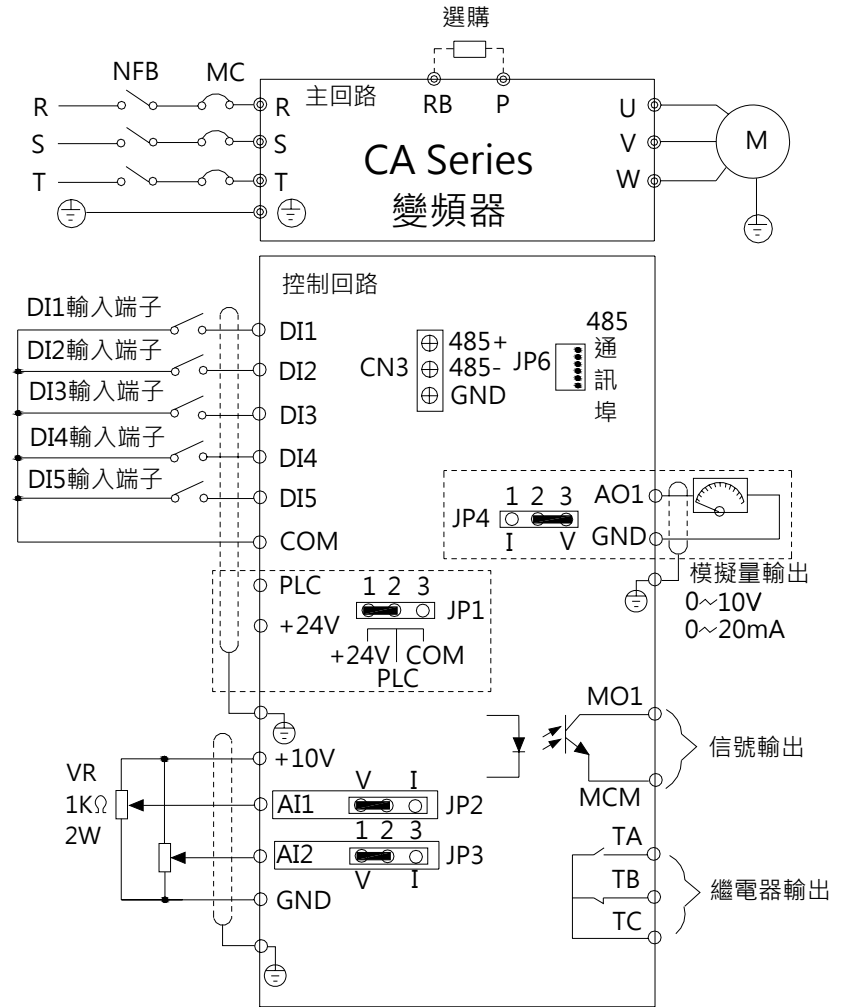 選購
NFB MC
R R 主回路 RB P U
S S CA Series V M
T T 變頻器 W
控制回路
DI1輸入端子 DI1
DI2輸入端子 DI2
DI3輸入端子 DI3
DI4輸入端子 DI4
DI5輸入端子 DI5
COM
CN3 485+
485-
GND
JP6 485通訊埠
JP4 1 2 3
I V
AO1
GND
模擬量輸出
0~10V
0~20mA
PLC 1 2 3 JP1
+24V
+24V COM
PLC
MO1
MCM
信號輸出
+10V
VR
1KΩ
2W
V I
AI1 JP2
1 2 3
AI2 JP3
V I
GND
TA
TB
TC
繼電器輸出